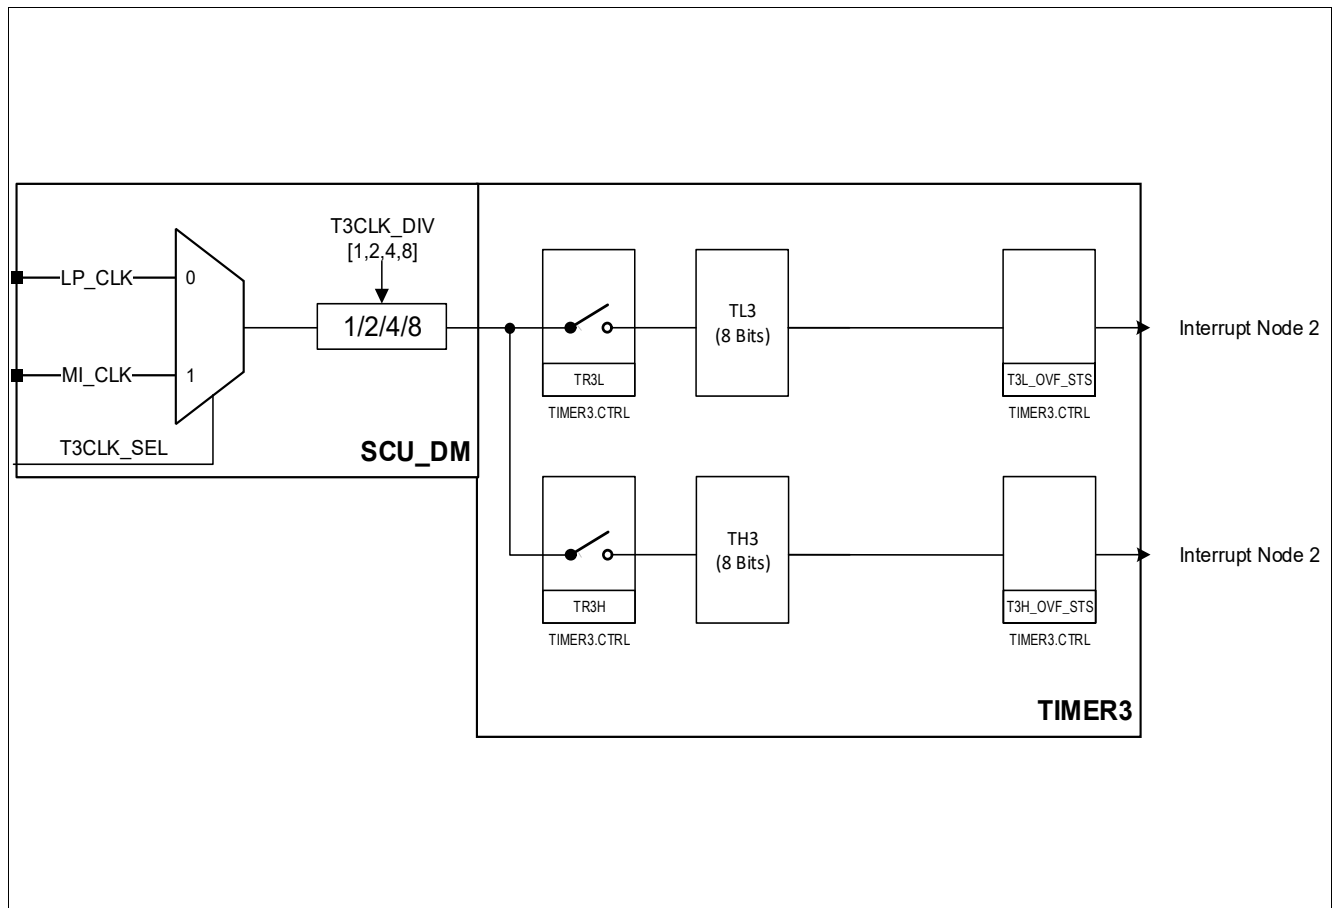 T3CLK_DIV
[1,2,4,8]
LP_CLK
0
1/2/4/8
MI_CLK
1
T3CLK_SEL
SCU_DM
TL3
(8 Bits)
TR3L
TIMER3.CTRL
T3L_OVF_STS
TIMER3.CTRL
Interrupt Node 2
TH3
(8 Bits)
TR3H
TIMER3.CTRL
T3H_OVF_STS
TIMER3.CTRL
Interrupt Node 2
TIMER3